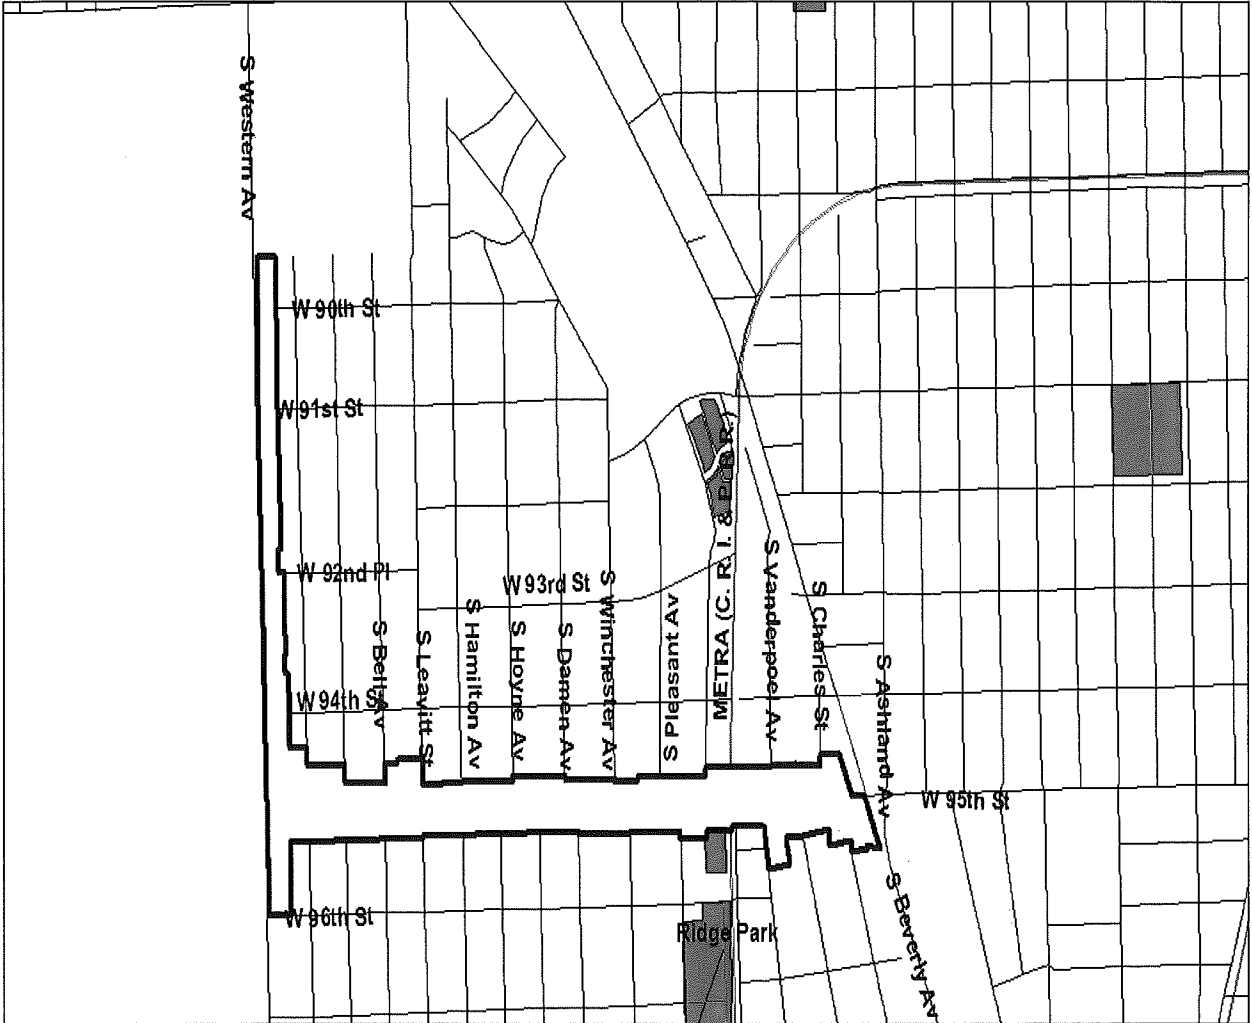 S Western Av
W 90th St
W 91st St
W 92nd Pl
W 93rd St
W 94th St
S Bell Av
S Leavitt St
S Hamilton Av
S Hoyne Av
S Damen Av
S Winchester Av
S Pleasant Av
METRA (C. R. I. & P. R.R.)
S Vanderpoel Av
S Charles St
S Ashland Av
W 95th St
S Beverly Av
W 96th St
Ridge Park